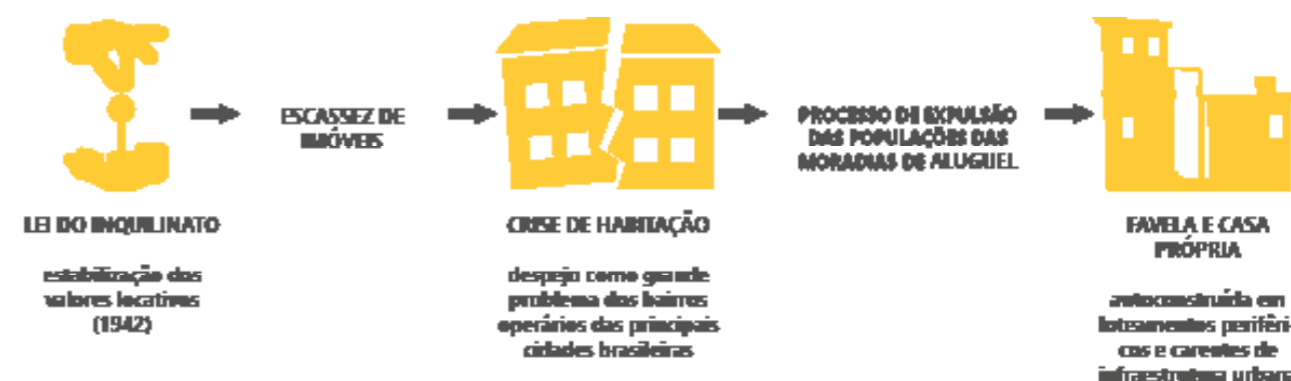 LEI DO INQUILINATO
estabilização dos
valores locativos
(1942)
ESCASSEZ DE
IMÓVEIS
CRISE DE HABITAÇÃO
despejo como grande
problema dos bairros
operários das principais
cidades brasileiras
PROCESSO DE EXPULSÃO
DAS POPULAÇÕES DAS
MORADIAS DE ALUGUEL
FAVELA E CASA
PRÓPRIA
autoconstruída em
loteamentos periféri-
cos e carentes de
infraestrutura urbana